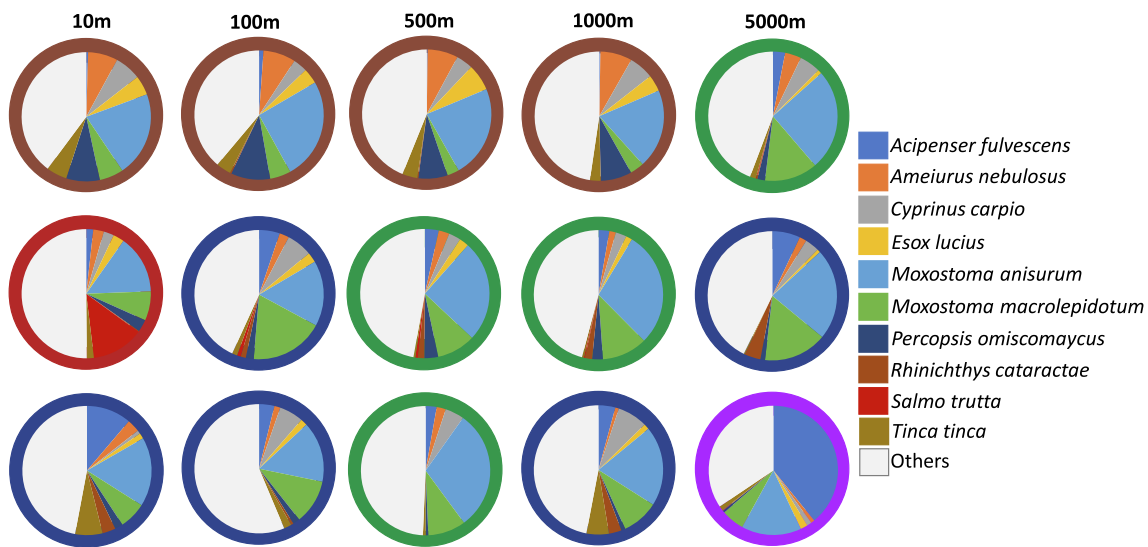 10m 100m 500m 1000m 5000m
Acipenser fulvescens
Ameiurus nebulosus
Cyprinus carpio
Esox lucius
Moxostoma anisurum
Moxostoma macrolepidotum
Percopsis omiscomaycus
Rhinichthys cataractae
Salmo trutta
Tinca tinca
Others